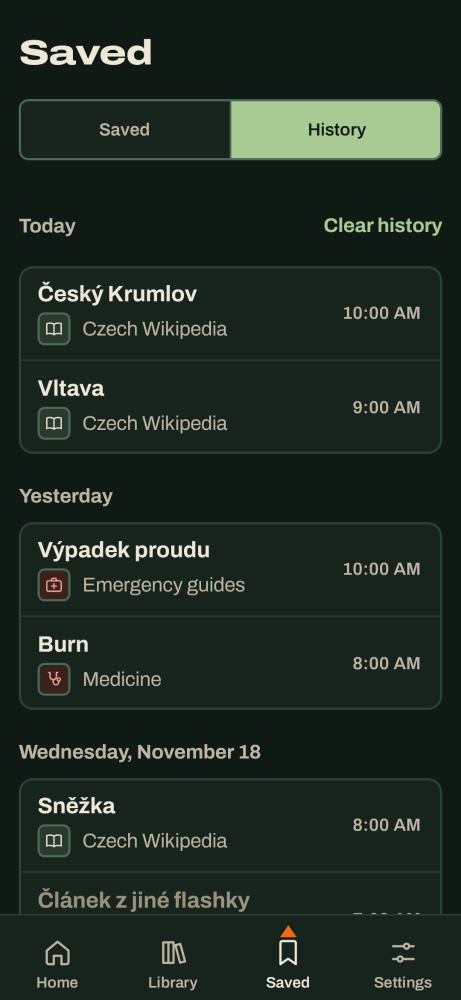 Saved
Saved
History
Today
Clear history
Český Krumlov
Czech Wikipedia
10:00 AM
Vltava
Czech Wikipedia
9:00 AM
Yesterday
Výpadek proudu
Emergency guides
10:00 AM
Burn
Medicine
8:00 AM
Wednesday, November 18
Sněžka
Czech Wikipedia
8:00 AM
Článek z jiné flashky
Home
Library
Saved
Settings